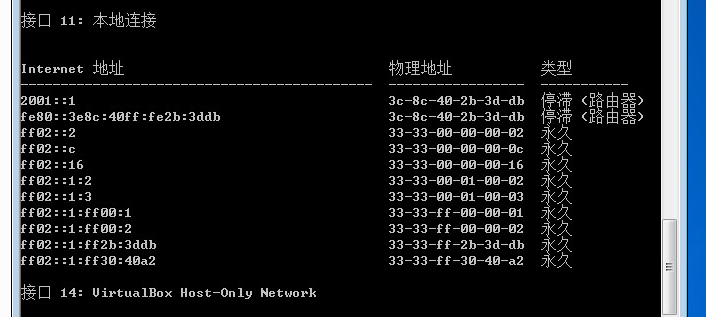 接口 11: 本地连接
Internet 地址 物理地址 类型
2001::1 3c-8c-40-2b-3d-db 停滞 (路由器)
fe80::3e8c:40ff:fe2b:3ddb 3c-8c-40-2b-3d-db 停滞 (路由器)
ff02::2 33-33-00-00-00-02 永久
ff02::c 33-33-00-00-00-0c 永久
ff02::16 33-33-00-00-00-16 永久
ff02::1:2 33-33-00-01-00-02 永久
ff02::1:3 33-33-00-01-00-03 永久
ff02::1:ff00:1 33-33-ff-00-00-01 永久
ff02::1:ff00:2 33-33-ff-00-00-02 永久
ff02::1:ff2b:3ddb 33-33-ff-2b-3d-db 永久
ff02::1:ff30:40a2 33-33-ff-30-40-a2 永久
接口 14: VirtualBox Host-Only Network